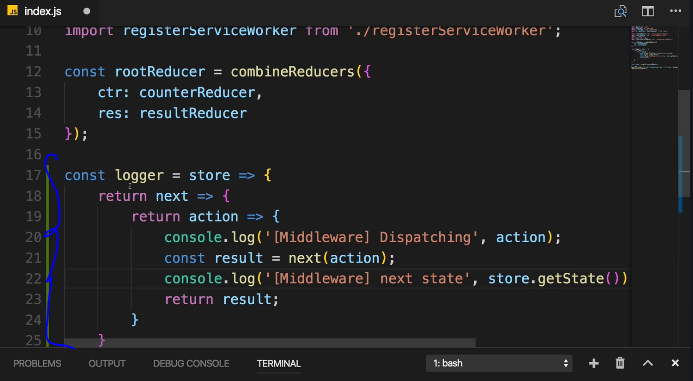 JS index.js
10 import registerServiceWorker from './registerServiceWorker';
11
12 const rootReducer = combineReducers({
13 ctr: counterReducer,
14 res: resultReducer
15 });
16
17 const logger = store => {
18 return next => {
19 return action => {
20 console.log('[Middleware] Dispatching', action);
21 const result = next(action);
22 console.log('[Middleware] next state', store.getState())
23 return result;
24 }
25 }
PROBLEMS OUTPUT DEBUG CONSOLE TERMINAL 1: bash